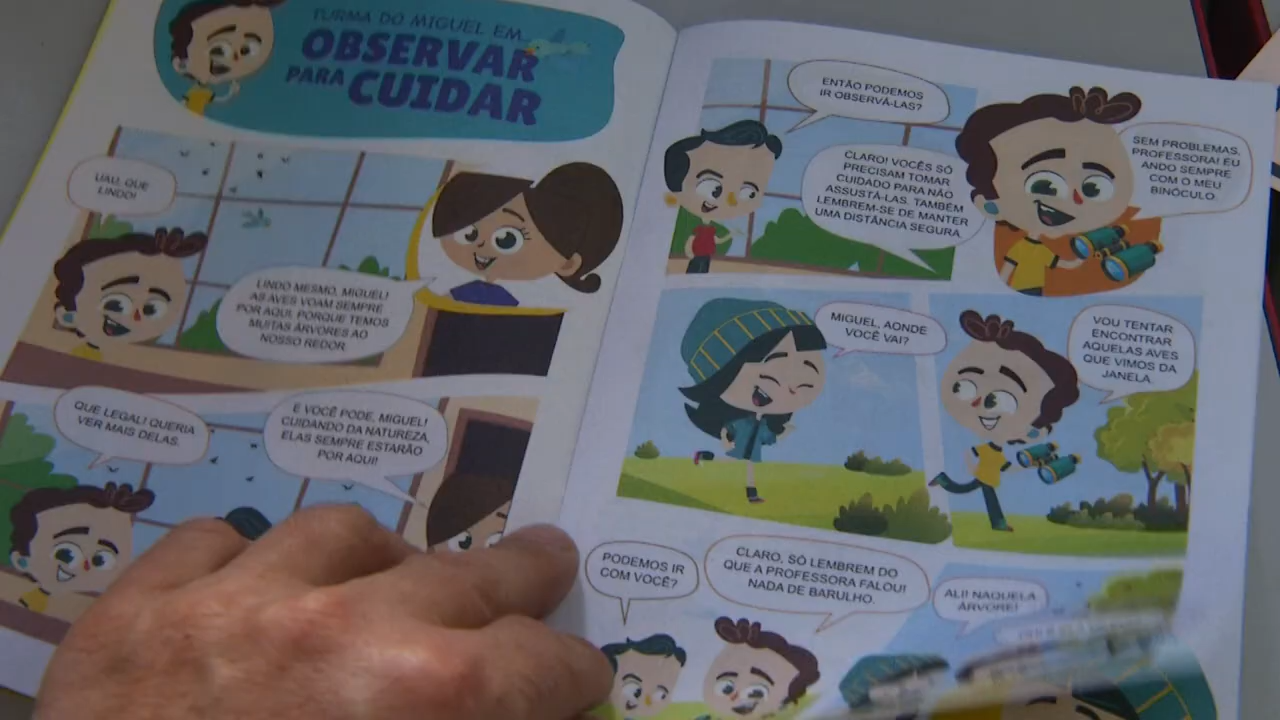 TURMA DO MIGUEL EM...
OBSERVAR
PARA CUIDAR
UAU, QUE
LINDO!
LINDO MESMO, MIGUEL!
AS AVES VOAM SEMPRE
POR AQUI, PORQUE TEMOS
MUITAS ÁRVORES AO
NOSSO REDOR.
QUE LEGAL! QUERIA
VER MAIS DELAS.
E VOCÊ PODE, MIGUEL!
CUIDANDO DA NATUREZA,
ELAS SEMPRE ESTARÃO
POR AQUI!
ENTÃO PODEMOS
IR OBSERVÁ-LAS?
CLARO! VOCÊS SÓ
PRECISAM TOMAR
CUIDADO PARA NÃO
ASSUSTÁ-LAS. TAMBÉM
LEMBREM-SE DE MANTER
UMA DISTÂNCIA SEGURA.
SEM PROBLEMAS,
PROFESSORA! EU
ANDO SEMPRE
COM O MEU
BINÓCULO.
MIGUEL, AONDE
VOCÊ VAI?
VOU TENTAR
ENCONTRAR
AQUELAS AVES
QUE VIMOS DA
JANELA.
PODEMOS IR
COM VOCÊ?
CLARO, SÓ LEMBREM DO
QUE A PROFESSORA FALOU!
NADA DE BARULHO.
ALI! NAQUELA
ÁRVORE!